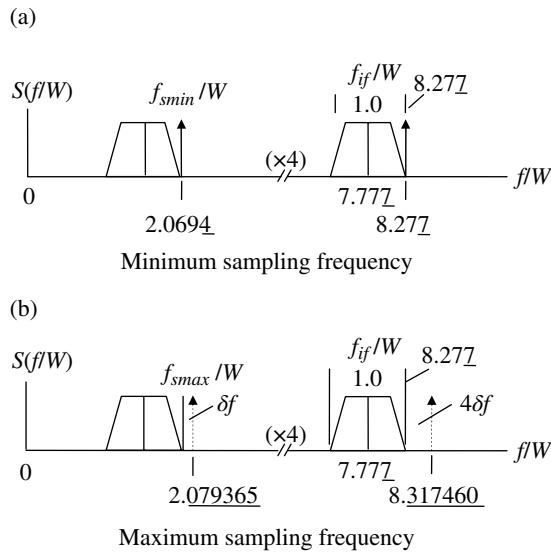 (a)
S(f/W)
f_smin /W
f_if /W
1.0
8.277
(×4)
f/W
0
7.777
2.0694
8.277
Minimum sampling frequency
(b)
S(f/W)
f_smax /W
f_if /W
1.0
8.277
δf
4δf
(×4)
f/W
0
7.777
2.079365
8.317460
Maximum sampling frequency